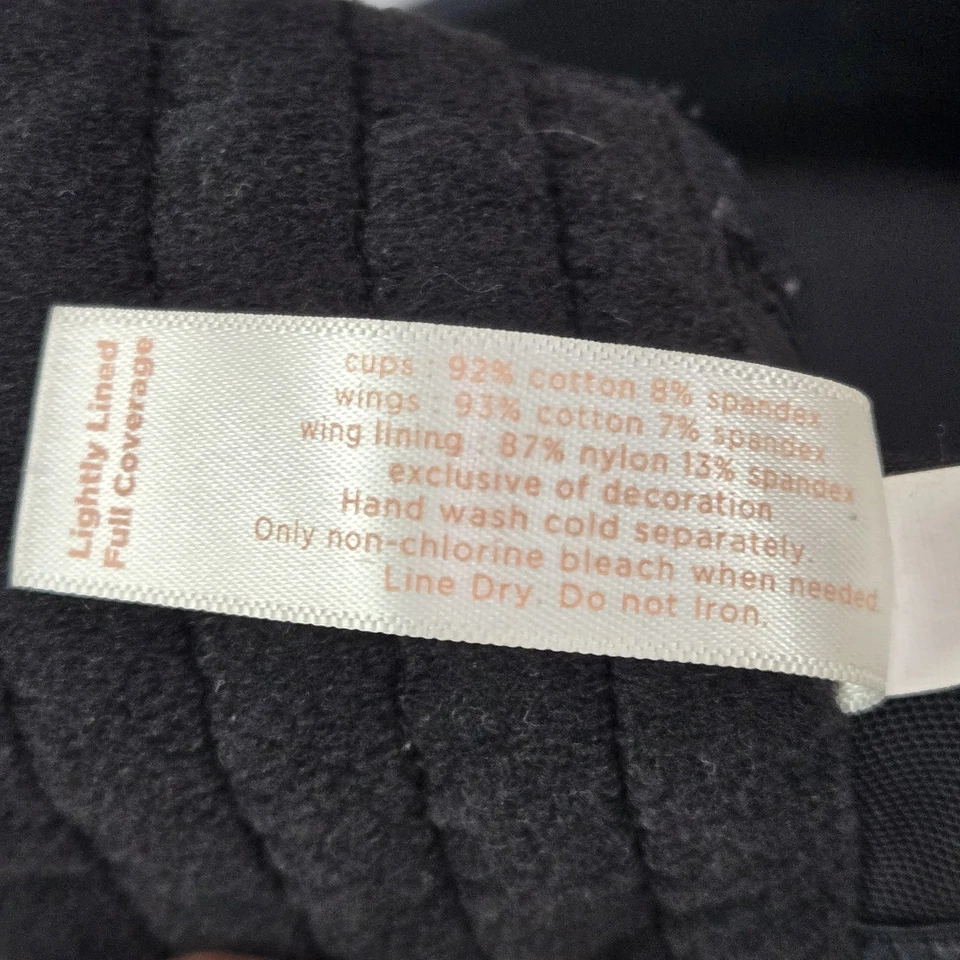 Lightly Lined
Full Coverage
cups : 92% cotton 8% spandex
wings : 93% cotton 7% spandex
wing lining : 87% nylon 13% spandex
exclusive of decoration
Hand wash cold separately.
Only non-chlorine bleach when needed.
Line Dry. Do not Iron.